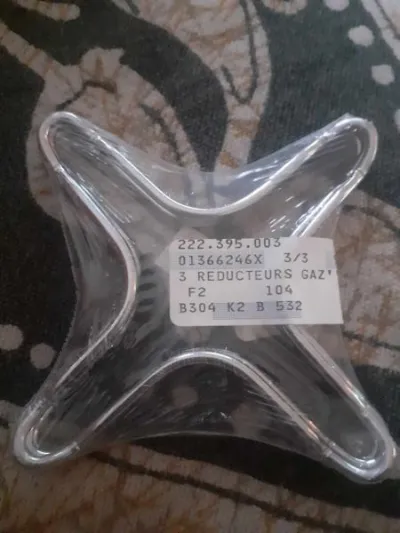 222.395.003
01366246X 3/3
3 REDUCTEURS GAZ'
F2 104
B304 K2 B 532